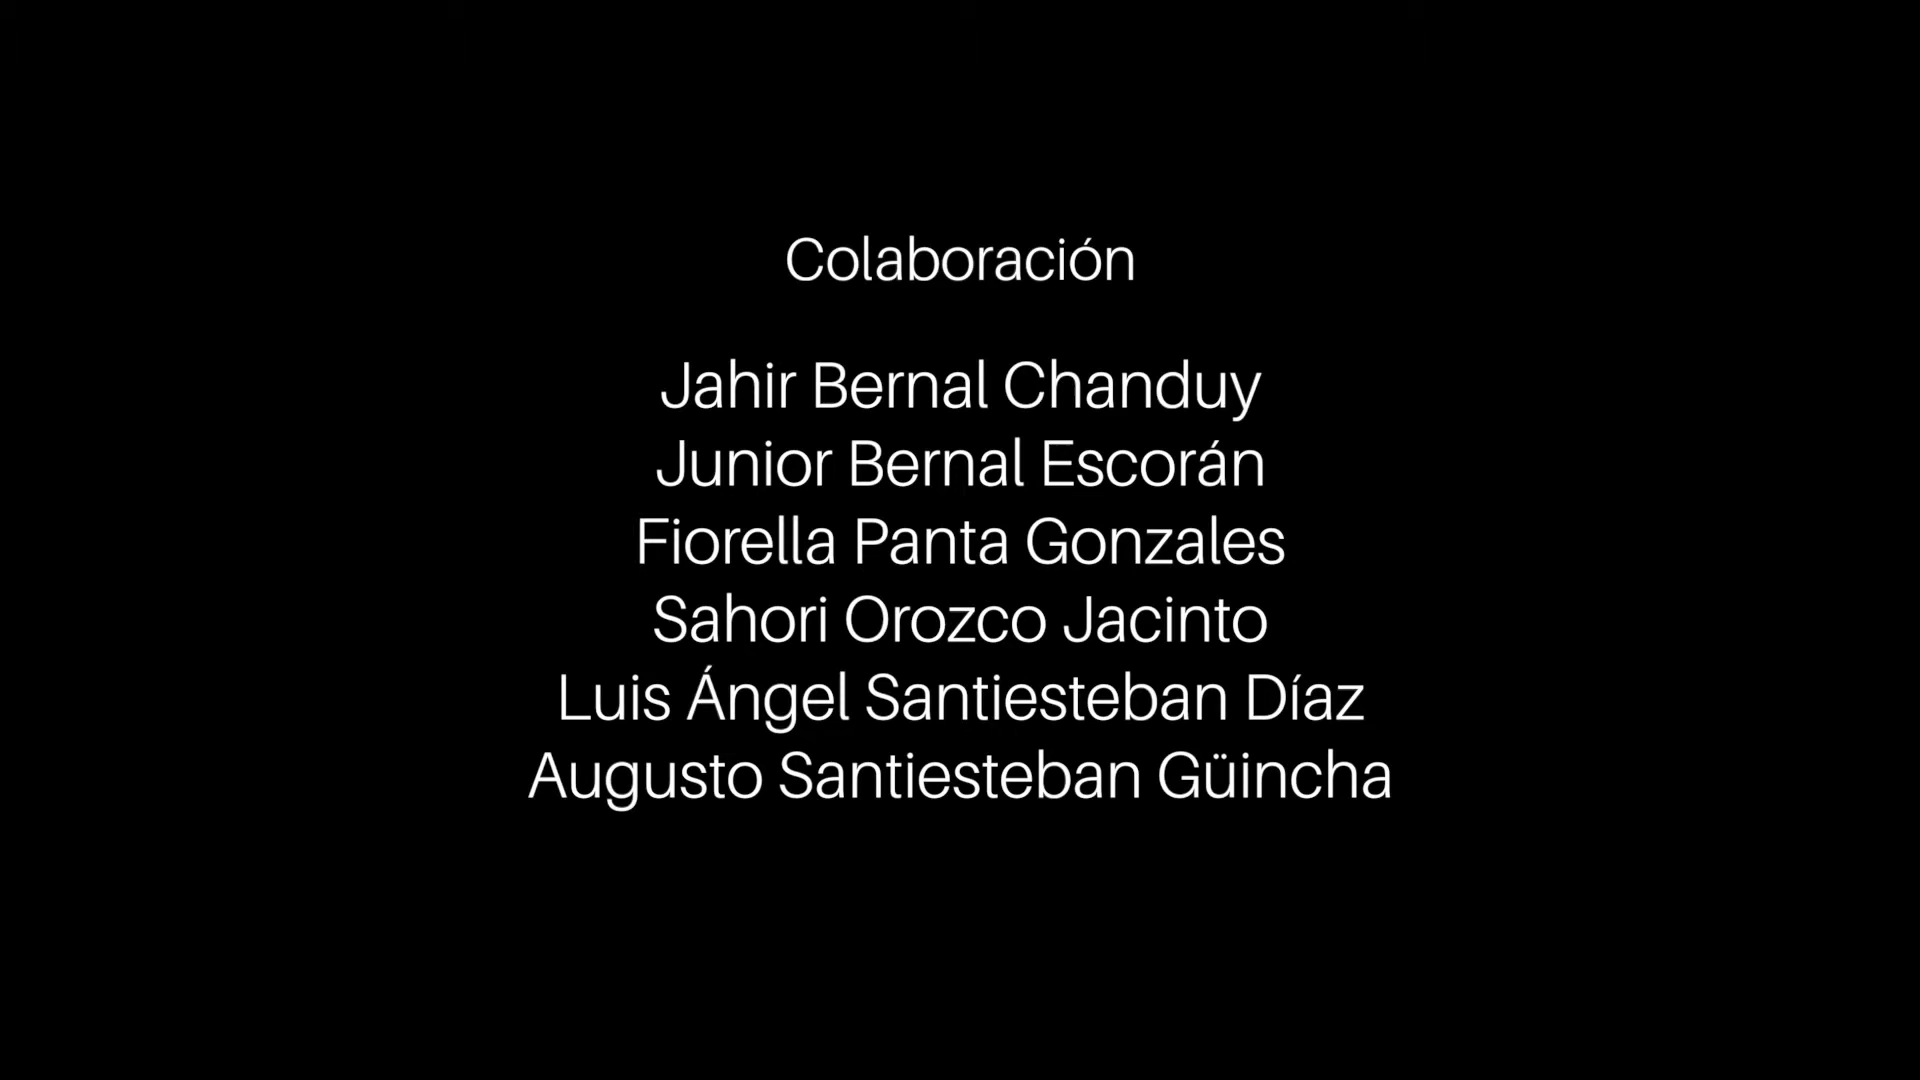 Colaboración
Jahir Bernal Chanduy
Junior Bernal Escorán
Fiorella Panta Gonzales
Sahori Orozco Jacinto
Luis Ángel Santiesteban Díaz
Augusto Santiesteban Güincha